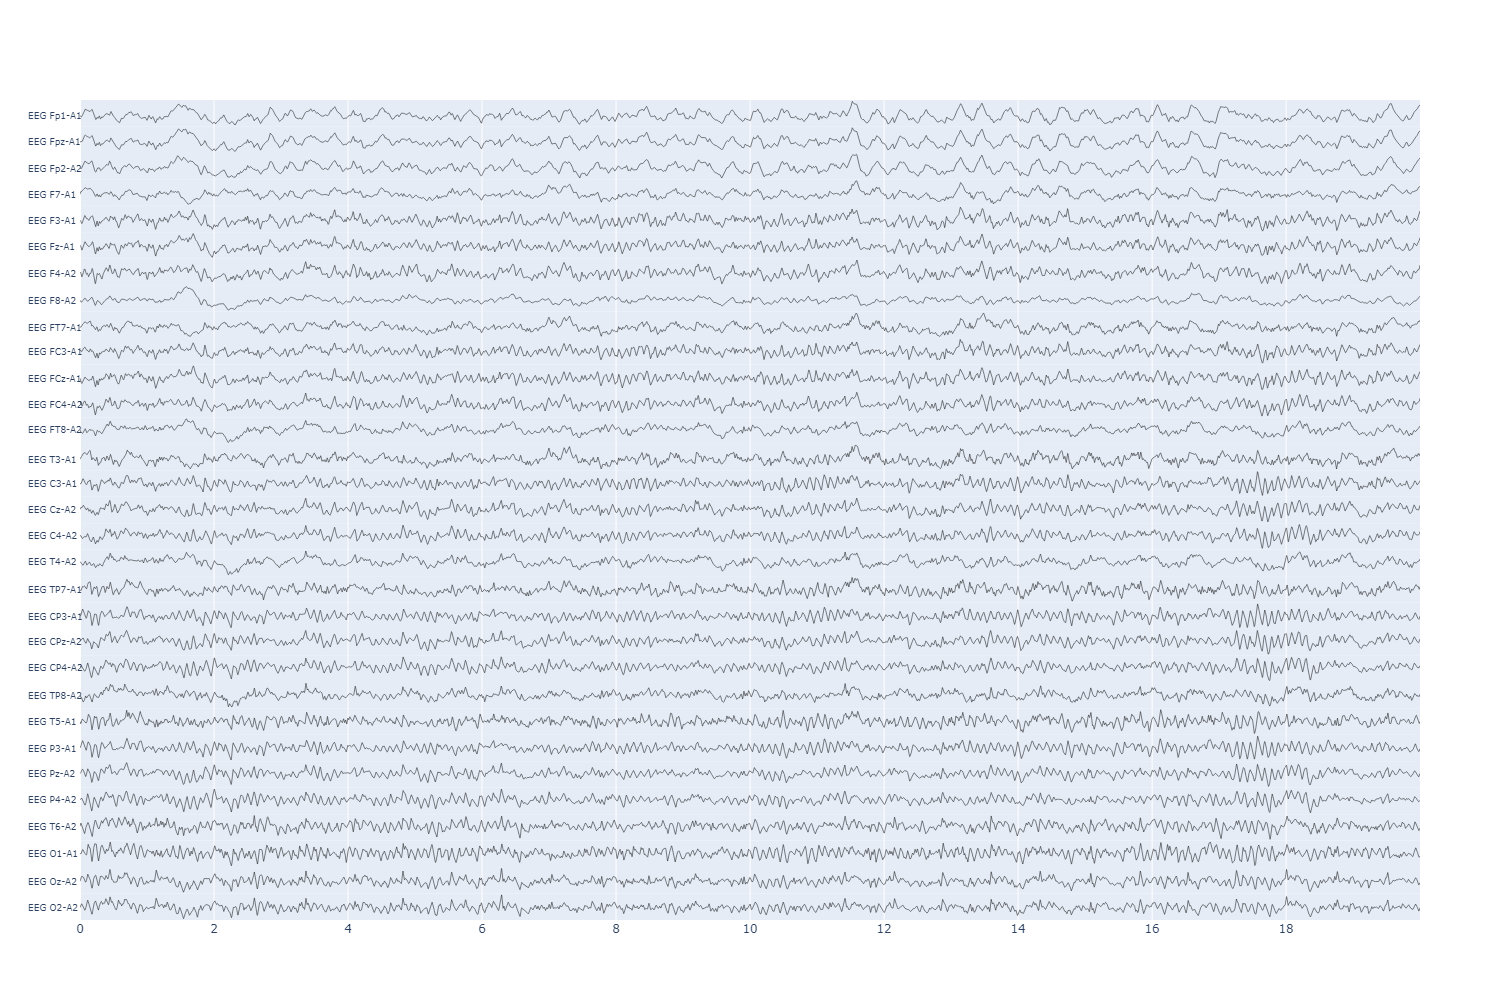 EEG Fp1-A1
EEG Fpz-A1
EEG Fp2-A2
EEG F7-A1
EEG F3-A1
EEG Fz-A1
EEG F4-A2
EEG F8-A2
EEG FT7-A1
EEG FC3-A1
EEG FCz-A1
EEG FC4-A2
EEG FT8-A2
EEG T3-A1
EEG C3-A1
EEG Cz-A2
EEG C4-A2
EEG T4-A2
EEG TP7-A1
EEG CP3-A1
EEG CPz-A2
EEG CP4-A2
EEG TP8-A2
EEG T5-A1
EEG P3-A1
EEG Pz-A2
EEG P4-A2
EEG T6-A2
EEG O1-A1
EEG Oz-A2
EEG O2-A2
0 2 4 6 8 10 12 14 16 18